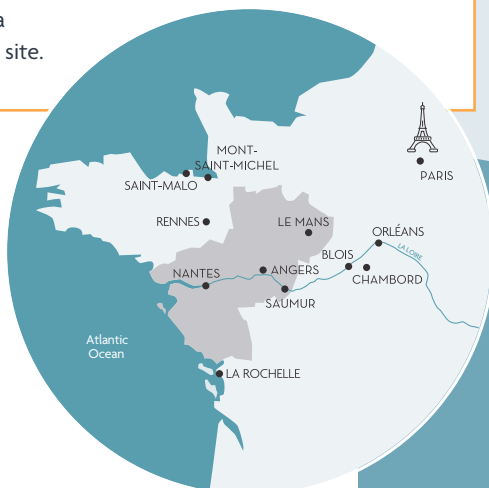 a
site.
MONT-
SAINT-MICHEL
SAINT-MALO
PARIS
RENNES
LE MANS
ORLÉANS
LA LOIRE
BLOIS
NANTES
ANGERS
CHAMBORD
SAUMUR
Atlantic
Ocean
LA ROCHELLE